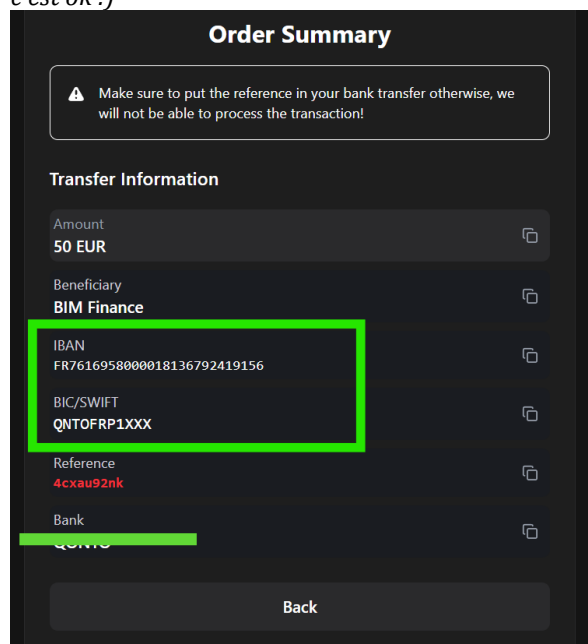 c'est ok :)
Order Summary
Make sure to put the reference in your bank transfer otherwise, we
will not be able to process the transaction!
Transfer Information
Amount
50 EUR
Beneficiary
BIM Finance
IBAN
FR7616958000018136792419156
BIC/SWIFT
QNTOFRP1XXX
Reference
4cxau92nk
Bank
Back